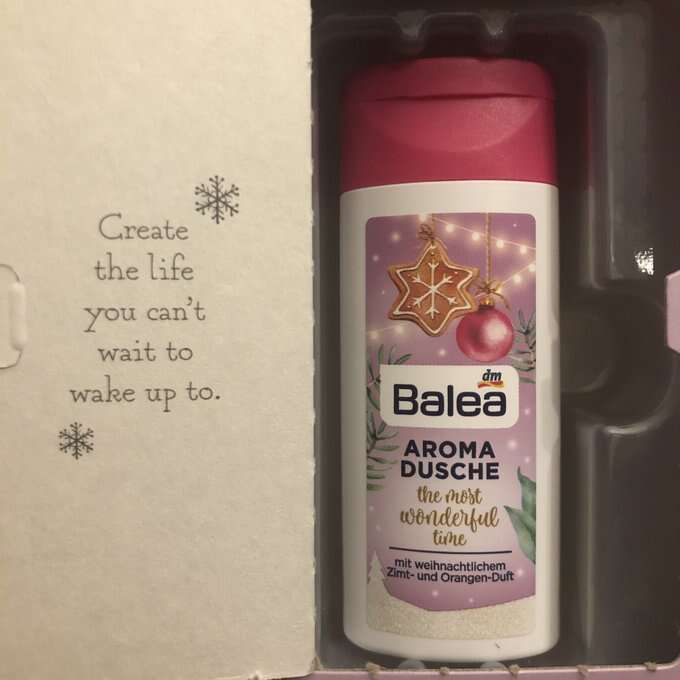 Create
the life
you can't
wait to
wake up to.
dm
Balea
AROMA
DUSCHE
the most
wonderful
time
mit weihnachtlichem
Zimt- und Orangen-Duft